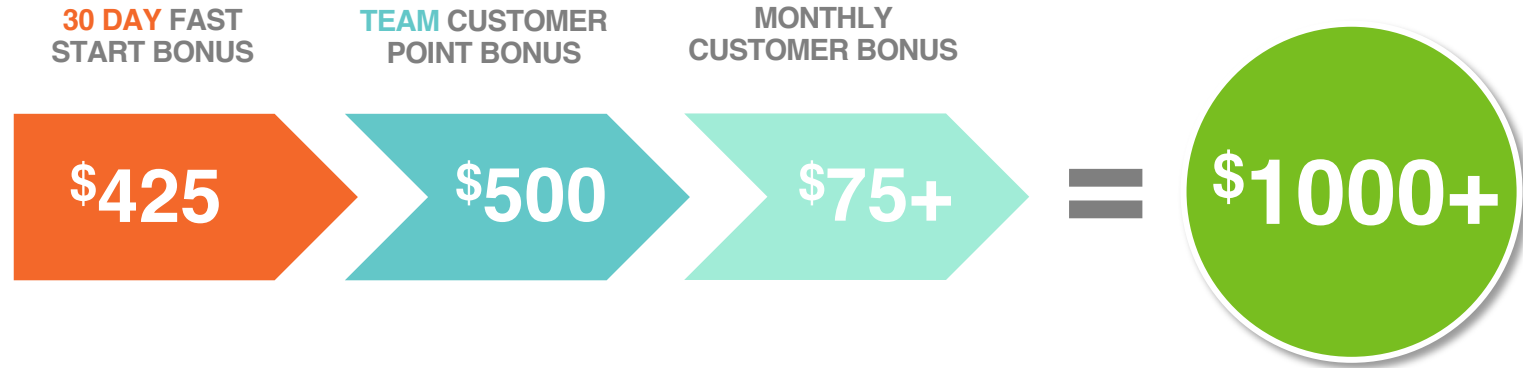 30 DAY FAST
START BONUS
TEAM CUSTOMER
POINT BONUS
MONTHLY
CUSTOMER BONUS
$425
$500
$75+
=
$1000+